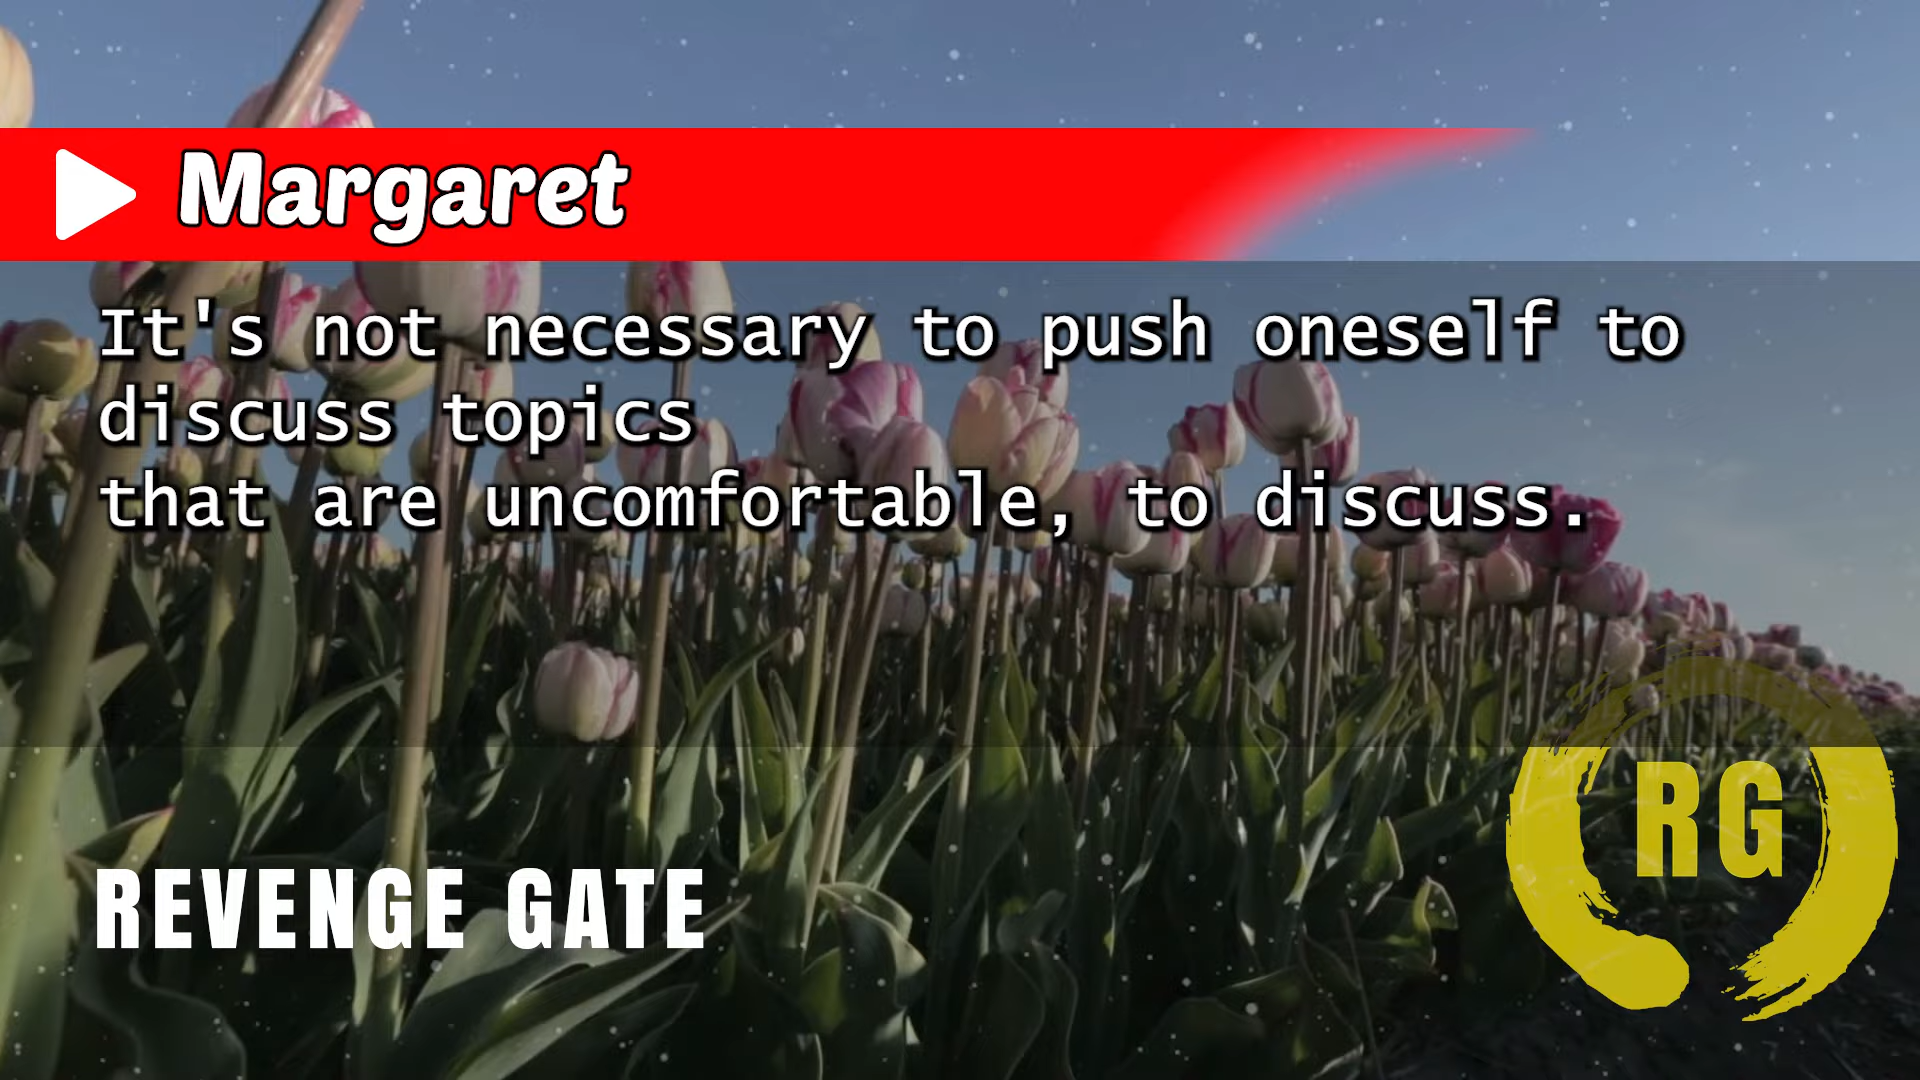 Margaret
It's not necessary to push oneself to
discuss topics
that are uncomfortable, to discuss.
REVENGE GATE
RG